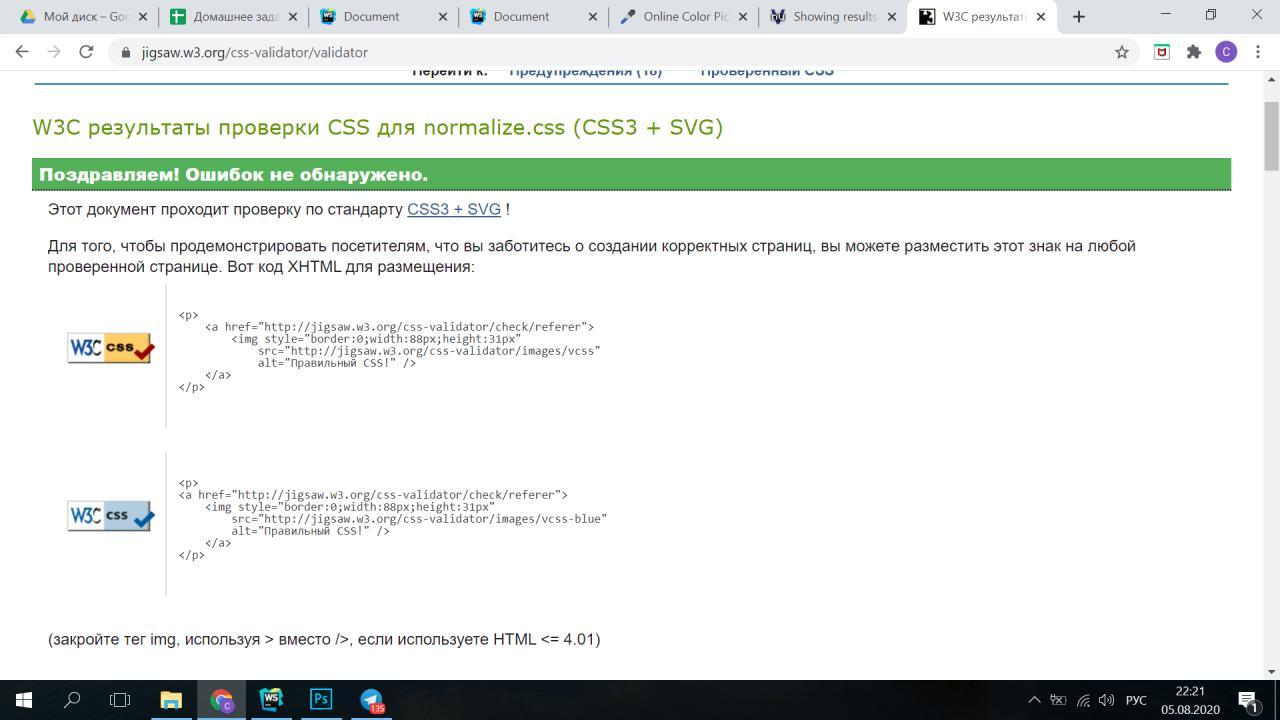 Мой диск – Goo
Домашнее зада
Document
Document
Online Color Pic
Showing results
W3C результаты
jigsaw.w3.org/css-validator/validator
C
Перейти к: Предупреждения (18) Проверенный CSS
W3C результаты проверки CSS для normalize.css (CSS3 + SVG)
Поздравляем! Ошибок не обнаружено.
Этот документ проходит проверку по стандарту CSS3 + SVG !
Для того, чтобы продемонстрировать посетителям, что вы заботитесь о создании корректных страниц, вы можете разместить этот знак на любой
проверенной странице. Вот код XHTML для размещения:
W3C css
<p>
<a href="http://jigsaw.w3.org/css-validator/check/referer">
<img style="border:0;width:88px;height:31px"
src="http://jigsaw.w3.org/css-validator/images/vcss"
alt="Правильный CSS!" />
</a>
</p>
W3C css
<p>
<a href="http://jigsaw.w3.org/css-validator/check/referer">
<img style="border:0;width:88px;height:31px"
src="http://jigsaw.w3.org/css-validator/images/vcss-blue"
alt="Правильный CSS!" />
</a>
</p>
(закройте тег img, используя > вместо />, если используете HTML <= 4.01)
C
WS
Ps
135
РУС
22:21
05.08.2020
1